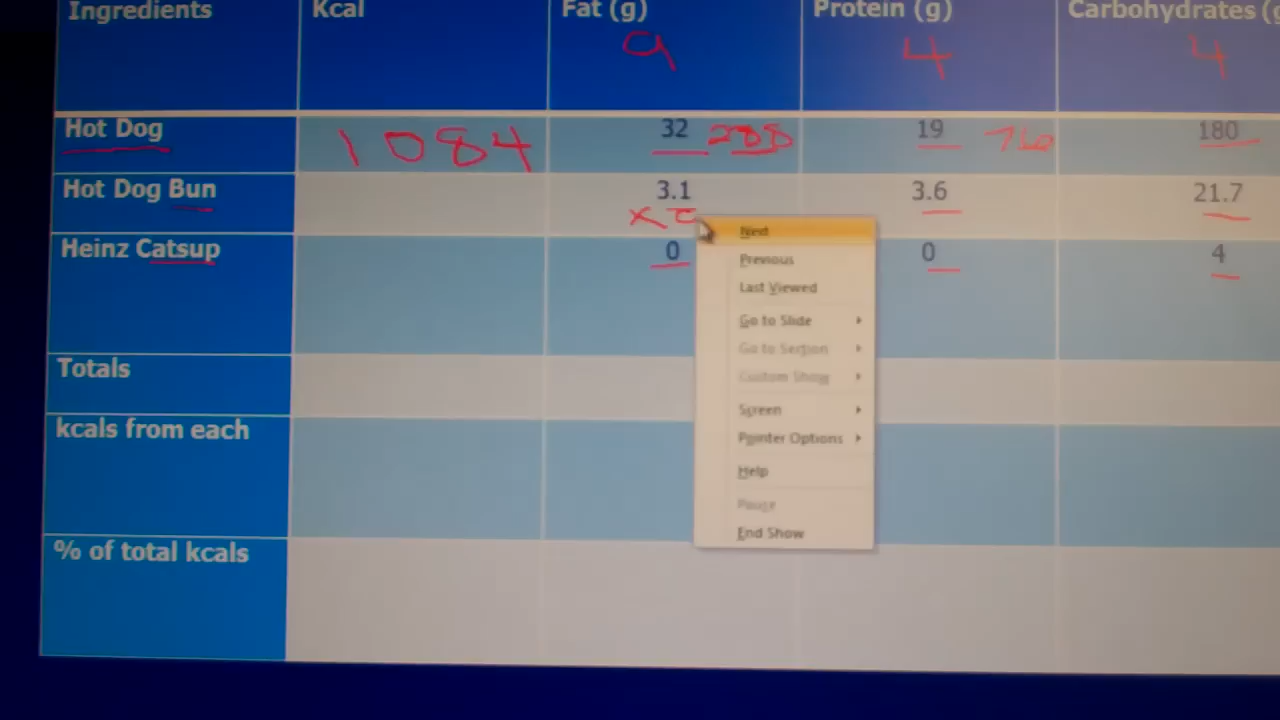 Ingredients Kcal Fat (g) Protein (g) Carbohydrates (g
9 4 4
Hot Dog 1084 32 288 19 180
Hot Dog Bun 3.1 3.6 21.7
x
Heinz Catsup 0 0 4
Totals
kcals from each
% of total kcals
Next
Previous
Last Viewed
Go to Slide
Go to Section
Custom Show
Screen
Pointer Options
Help
Pause
End Show